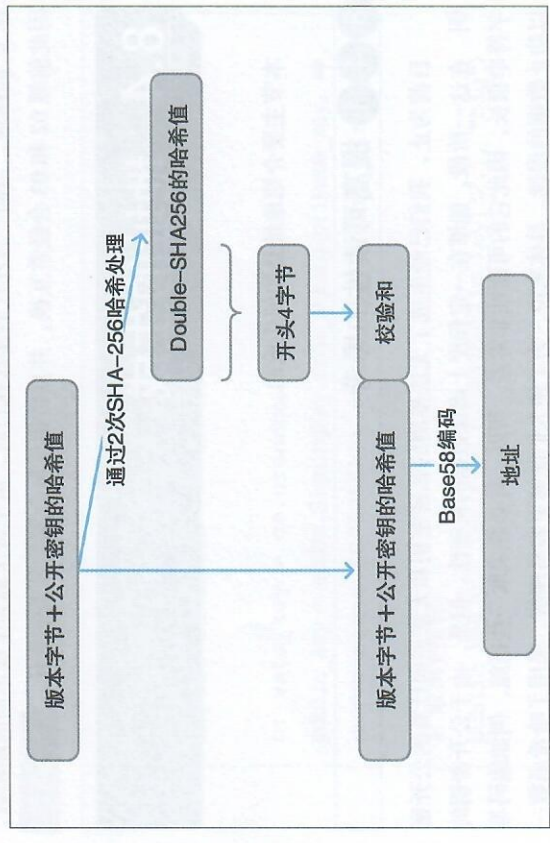 版本字节＋公开密钥的哈希值
通过2次SHA-256哈希处理
Double-SHA256的哈希值
开头4字节
版本字节＋公开密钥的哈希值
校验和
Base58编码
地址